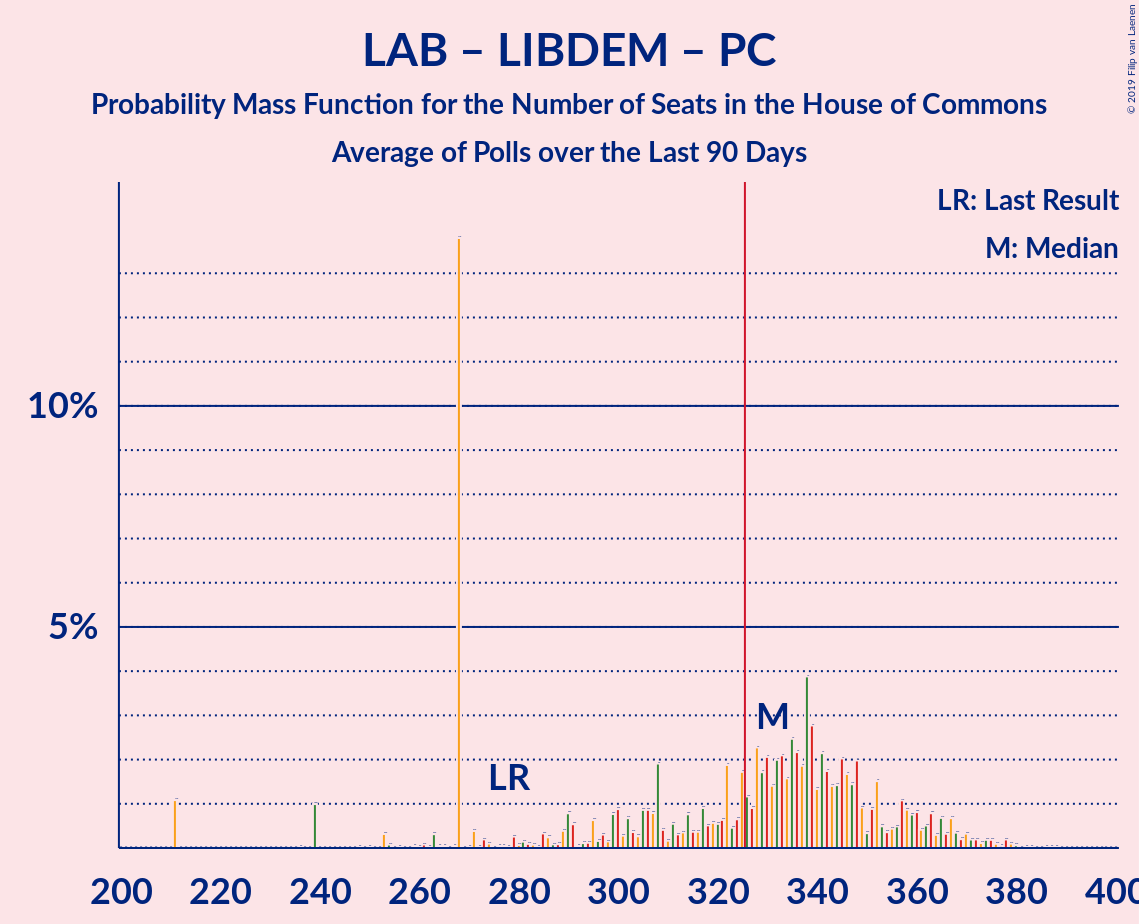 LAB – LIBDEM – PC
Probability Mass Function for the Number of Seats in the House of Commons
Average of Polls over the Last 90 Days
© 2019 Filip van Laenen
LR: Last Result
M: Median
10%
5%
M
LR
200 220 240 260 280 300 320 340 360 380 400